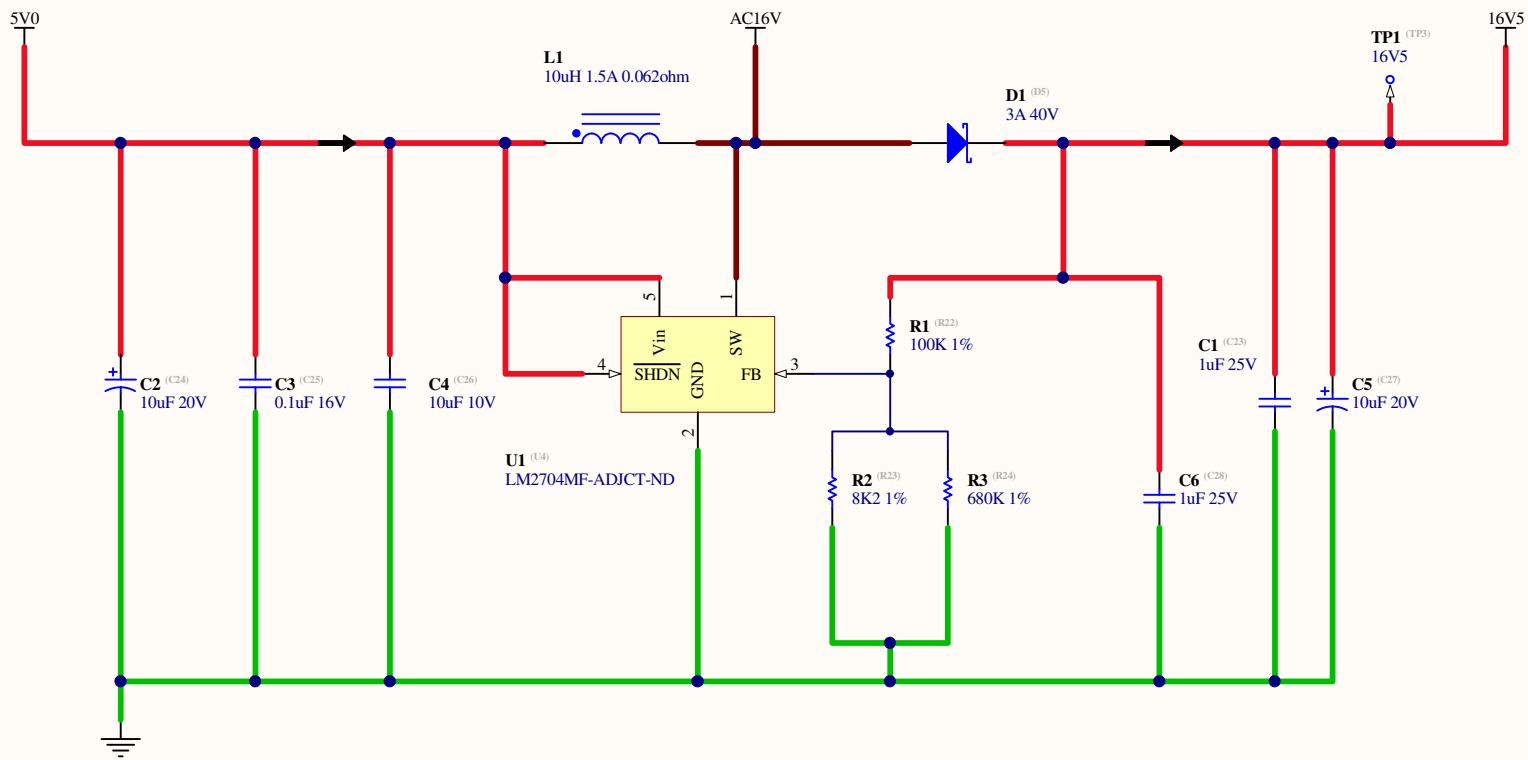 5V0
AC16V
16V5
TP1 (TP3)
16V5
L1
10uH 1.5A 0.062ohm
D1 (D5)
3A 40V
5
1
Vin
SW
4
SHDN
GND
FB
3
2
U1 (U4)
LM2704MF-ADJCT-ND
R1 (R22)
100K 1%
C1 (C23)
1uF 25V
C2 (C24)
10uF 20V
C3 (C25)
0.1uF 16V
C4 (C26)
10uF 10V
C5 (C27)
10uF 20V
R2 (R23)
8K2 1%
R3 (R24)
680K 1%
C6 (C28)
1uF 25V